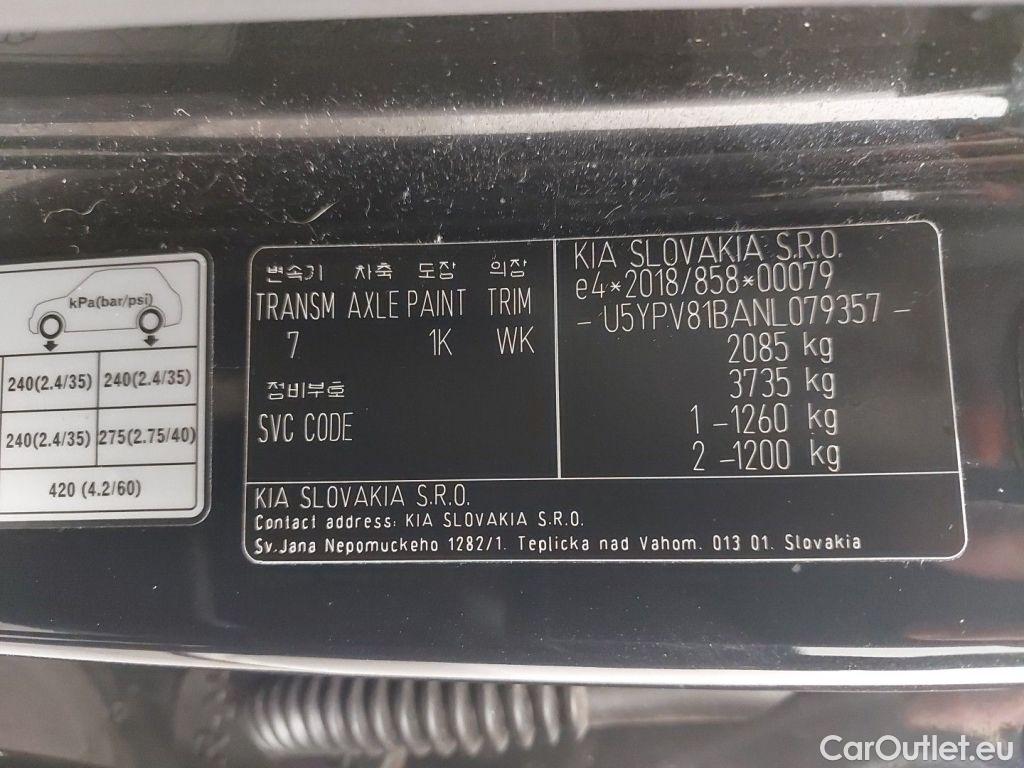 kPa(bar/psi)
240(2.4/35) 240(2.4/35)
240(2.4/35) 275(2.75/40)
420 (4.2/60)
변속기 차축 도장 의장
TRANSM AXLE PAINT TRIM
7 1K WK
정비부호
SVC CODE
KIA SLOVAKIA S.R.O.
e4*2018/858*00079
- U5YPV81BANL079357 -
2085 kg
3735 kg
1 -1260 kg
2 -1200 kg
KIA SLOVAKIA S.R.O.
Contact address: KIA SLOVAKIA S.R.O.
Sv.Jana Nepomuckeho 1282/1. Teplicka nad Vahom. 013 01. Slovakia
CarOutlet.eu